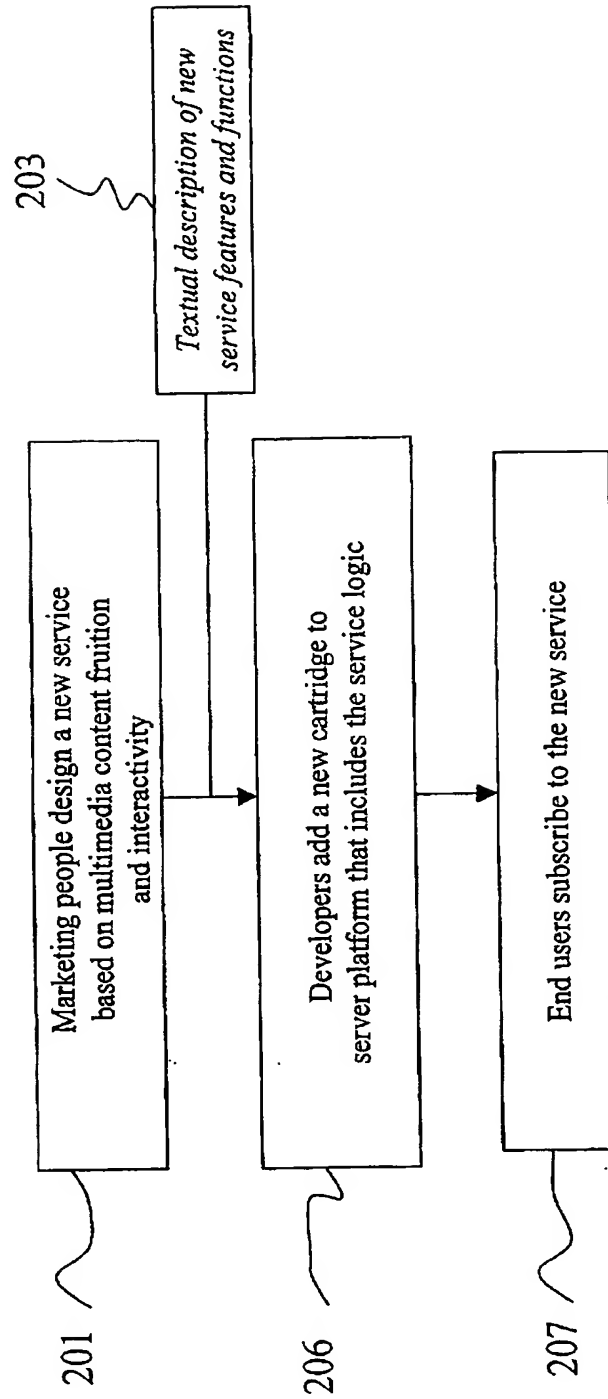 201
Marketing people design a new service
based on multimedia content fruition
and interactivity
203
Textual description of new
service features and functions
206
Developers add a new cartridge to
server platform that includes the service logic
207
End users subscribe to the new service